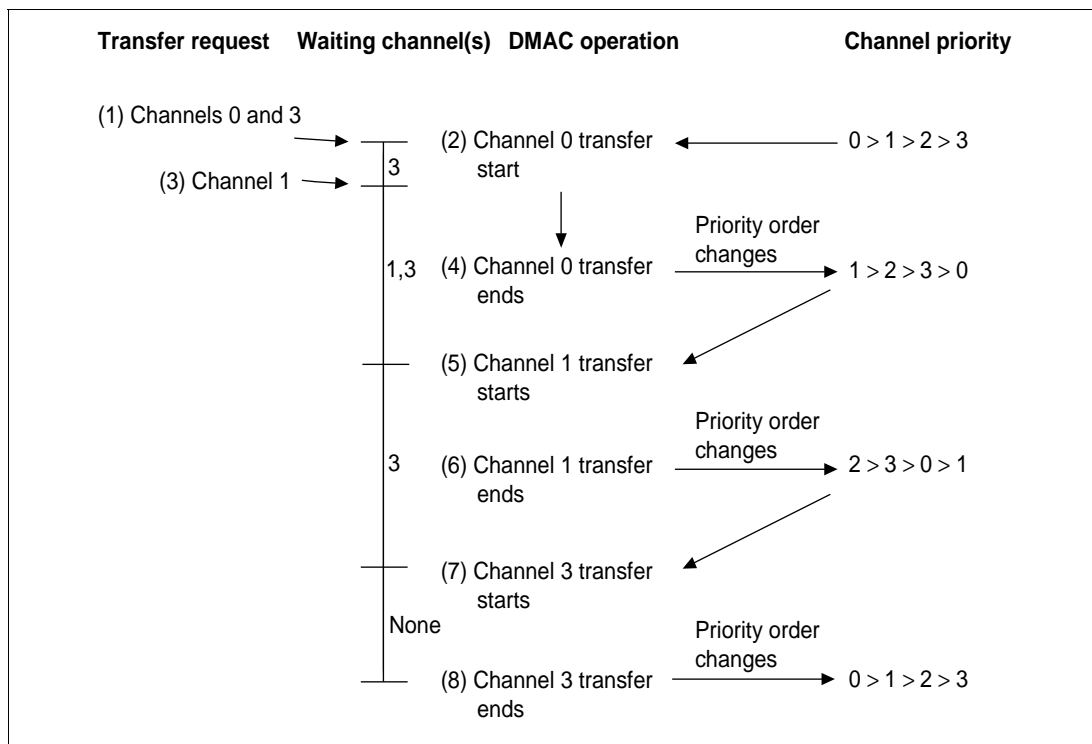 Transfer request Waiting channel(s) DMAC operation Channel priority
(1) Channels 0 and 3
(2) Channel 0 transfer
start
0 > 1 > 2 > 3
3
(3) Channel 1
Priority order
changes
1,3
(4) Channel 0 transfer
ends
1 > 2 > 3 > 0
(5) Channel 1 transfer
starts
Priority order
changes
3
(6) Channel 1 transfer
ends
2 > 3 > 0 > 1
(7) Channel 3 transfer
starts
None
Priority order
changes
(8) Channel 3 transfer
ends
0 > 1 > 2 > 3